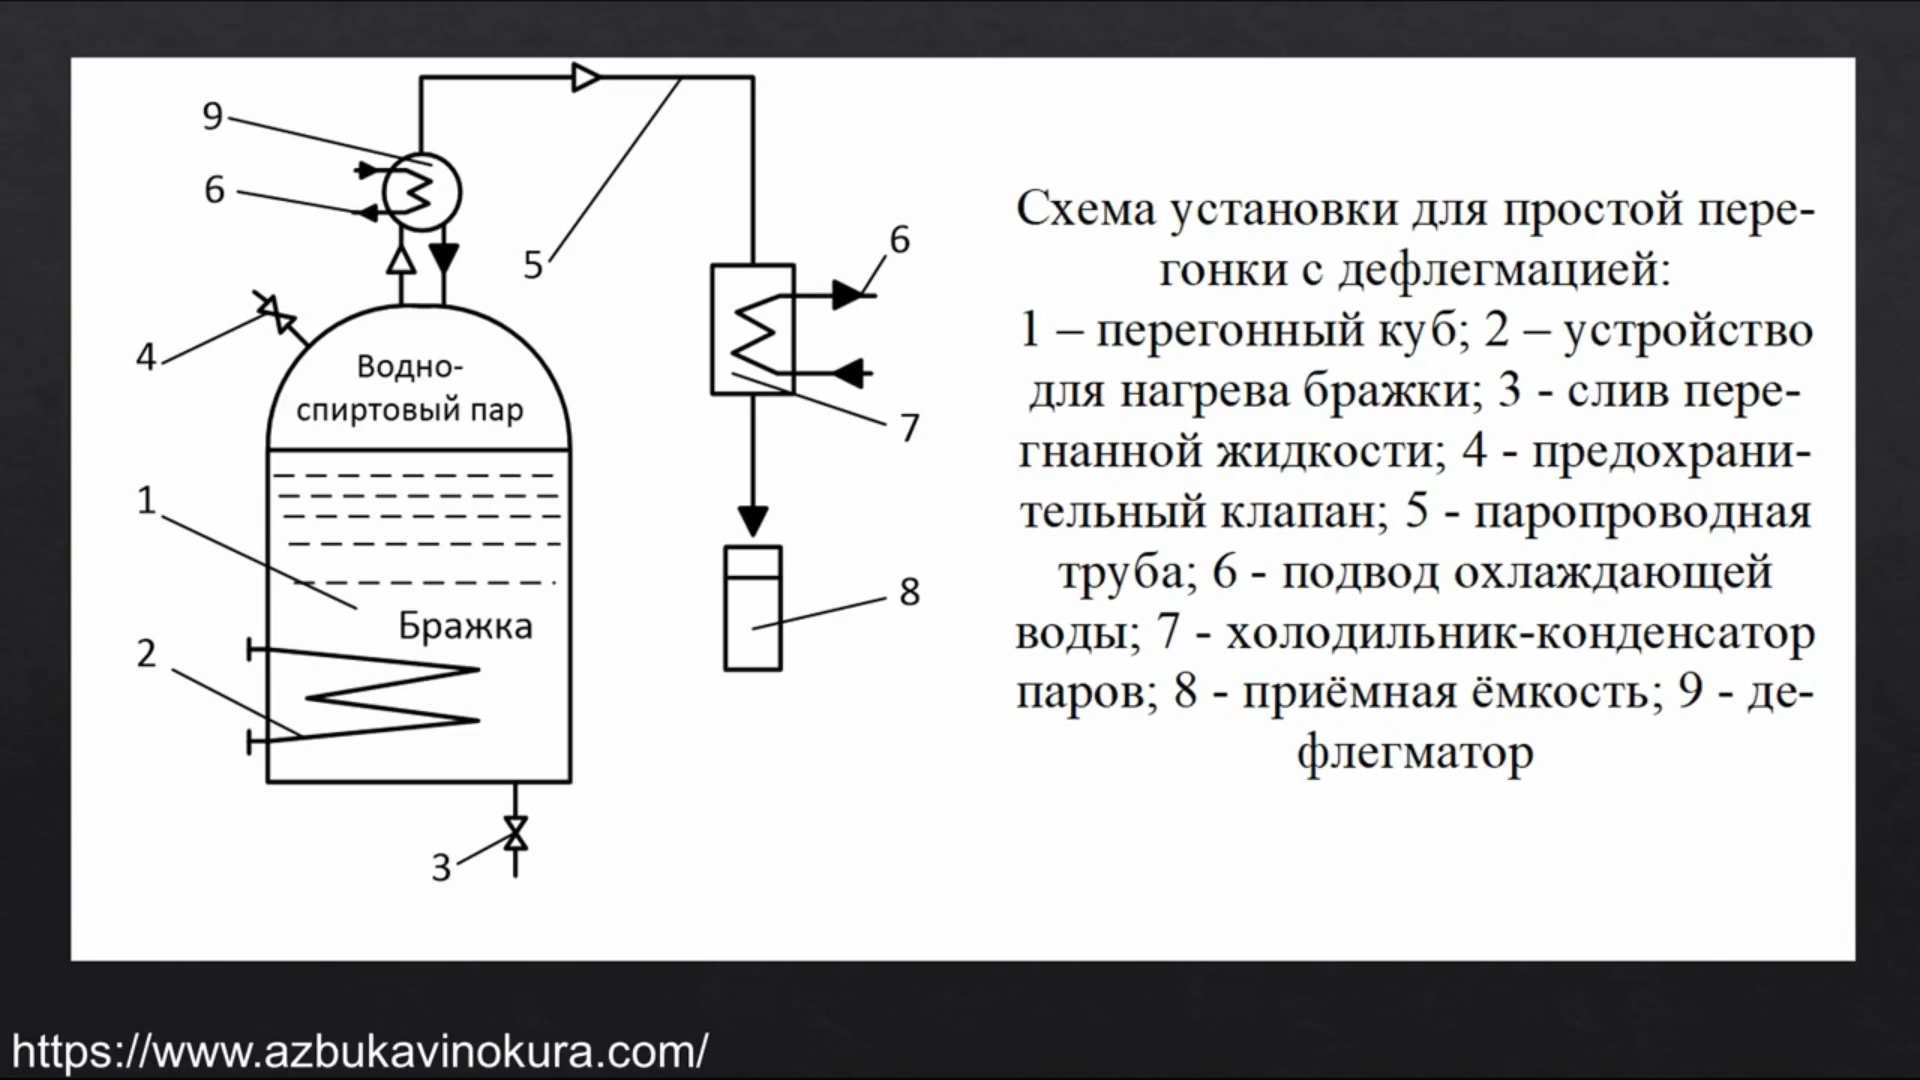 9
6
5
6
4
Водно-
спиртовый пар
7
1
8
Бражка
2
3
Схема установки для простой пере-
гонки с дефлегмацией:
1 – перегонный куб; 2 – устройство
для нагрева бражки; 3 - слив пере-
гнанной жидкости; 4 - предохрани-
тельный клапан; 5 - паропроводная
труба; 6 - подвод охлаждающей
воды; 7 - холодильник-конденсатор
паров; 8 - приёмная ёмкость; 9 - де-
флегматор
https://www.azbukavinokura.com/